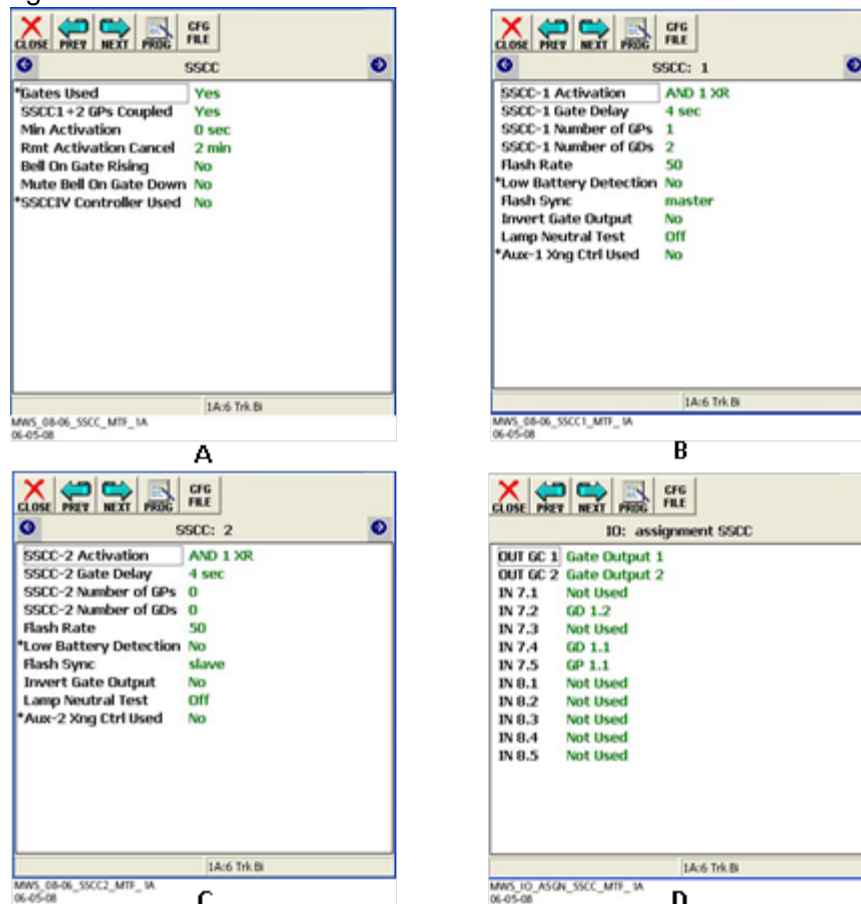 CLOSE PREV NEXT PROG CFG FILE
SSCC
*Gates Used Yes
SSCC1+2 GPs Coupled Yes
Min Activation 0 sec
Rmt Activation Cancel 2 min
Bell On Gate Rising No
Mute Bell On Gate Down No
*SSCCIV Controller Used No
1A:6 Trk Bi
MWS_08-06_SSCC_MTF_1A
06-05-08
A
CLOSE PREV NEXT PROG CFG FILE
SSCC: 1
SSCC-1 Activation AND 1 XR
SSCC-1 Gate Delay 4 sec
SSCC-1 Number of GPs 1
SSCC-1 Number of GDs 2
Flash Rate 50
*Low Battery Detection No
Flash Sync master
Invert Gate Output No
Lamp Neutral Test Off
*Aux-1 Xng Ctrl Used No
1A:6 Trk Bi
MWS_08-06_SSCC1_MTF_1A
06-05-08
B
CLOSE PREV NEXT PROG CFG FILE
SSCC: 2
SSCC-2 Activation AND 1 XR
SSCC-2 Gate Delay 4 sec
SSCC-2 Number of GPs 0
SSCC-2 Number of GDs 0
Flash Rate 50
*Low Battery Detection No
Flash Sync slave
Invert Gate Output No
Lamp Neutral Test Off
*Aux-2 Xng Ctrl Used No
1A:6 Trk Bi
MWS_08-06_SSCC2_MTF_1A
06-05-08
C
CLOSE PREV NEXT PROG CFG FILE
IO: assignment SSCC
OUT GC 1 Gate Output 1
OUT GC 2 Gate Output 2
IN 7.1 Not Used
IN 7.2 GD 1.2
IN 7.3 Not Used
IN 7.4 GD 1.1
IN 7.5 GP 1.1
IN 8.1 Not Used
IN 8.2 Not Used
IN 8.3 Not Used
IN 8.4 Not Used
IN 8.5 Not Used
1A:6 Trk Bi
MWS_IO_ASGN_SSCC_MTF_1A
06-05-08
D